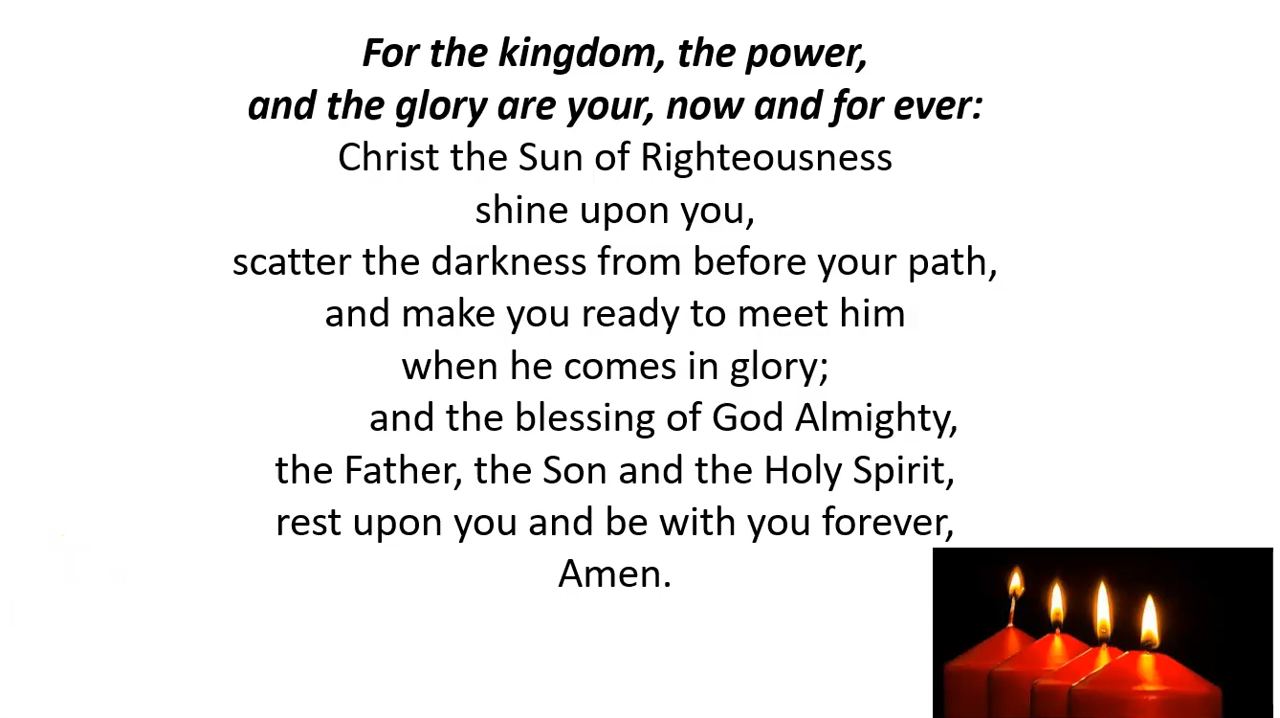 For the kingdom, the power,
and the glory are your, now and for ever:
Christ the Sun of Righteousness
shine upon you,
scatter the darkness from before your path,
and make you ready to meet him
when he comes in glory;
and the blessing of God Almighty,
the Father, the Son and the Holy Spirit,
rest upon you and be with you forever,
Amen.